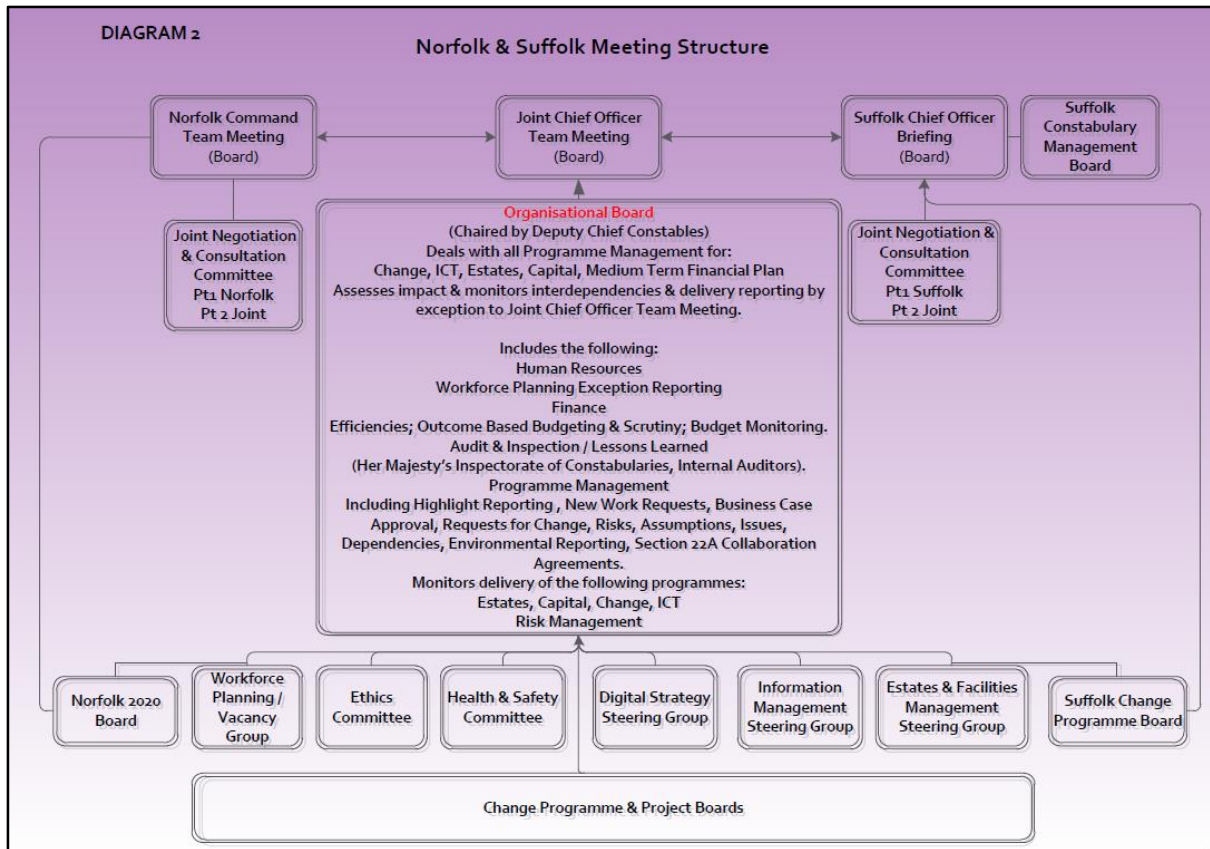 DIAGRAM 2
Norfolk & Suffolk Meeting Structure
Norfolk Command
Team Meeting
(Board)
Joint Chief Officer
Team Meeting
(Board)
Suffolk Chief Officer
Briefing
(Board)
Suffolk
Constabulary
Management
Board
Joint Negotiation
& Consultation
Committee
Pt1 Norfolk
Pt 2 Joint
Organisational Board
(Chaired by Deputy Chief Constables)
Deals with all Programme Management for:
Change, ICT, Estates, Capital, Medium Term Financial Plan
Assesses impact & monitors interdependencies & delivery reporting by
exception to Joint Chief Officer Team Meeting.
Includes the following:
Human Resources
Workforce Planning Exception Reporting
Finance
Efficiencies; Outcome Based Budgeting & Scrutiny; Budget Monitoring.
Audit & Inspection / Lessons Learned
(Her Majesty's Inspectorate of Constabularies, Internal Auditors).
Programme Management
Including Highlight Reporting , New Work Requests, Business Case
Approval, Requests for Change, Risks, Assumptions, Issues,
Dependencies, Environmental Reporting, Section 22A Collaboration
Agreements.
Monitors delivery of the following programmes:
Estates, Capital, Change, ICT
Risk Management
Joint Negotiation &
Consultation
Committee
Pt1 Suffolk
Pt 2 Joint
Norfolk 2020
Board
Workforce
Planning /
Vacancy
Group
Ethics
Committee
Health & Safety
Committee
Digital Strategy
Steering Group
Information
Management
Steering Group
Estates & Facilities
Management
Steering Group
Suffolk Change
Programme Board
Change Programme & Project Boards